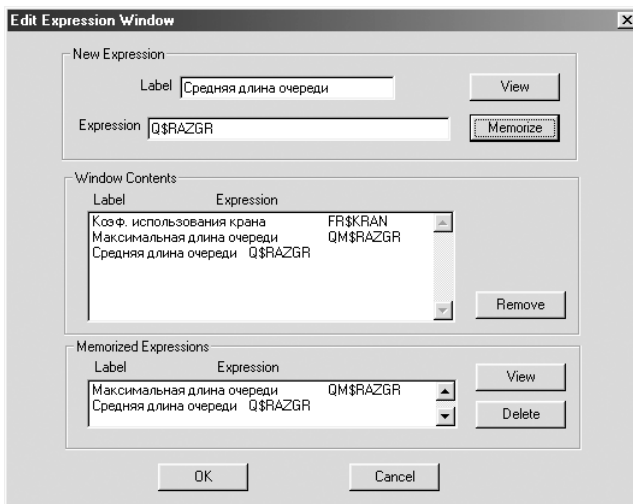 Edit Expression Window
New Expression
Label Средняя длина очереди View
Expression Q$RAZGR Memorize
Window Contents
Label Expression
Коэф. использования крана FR$KRAN
Максимальная длина очереди QM$RAZGR
Средняя длина очереди Q$RAZGR
Remove
Memorized Expressions
Label Expression
View
Максимальная длина очереди QM$RAZGR
Средняя длина очереди Q$RAZGR
Delete
OK Cancel